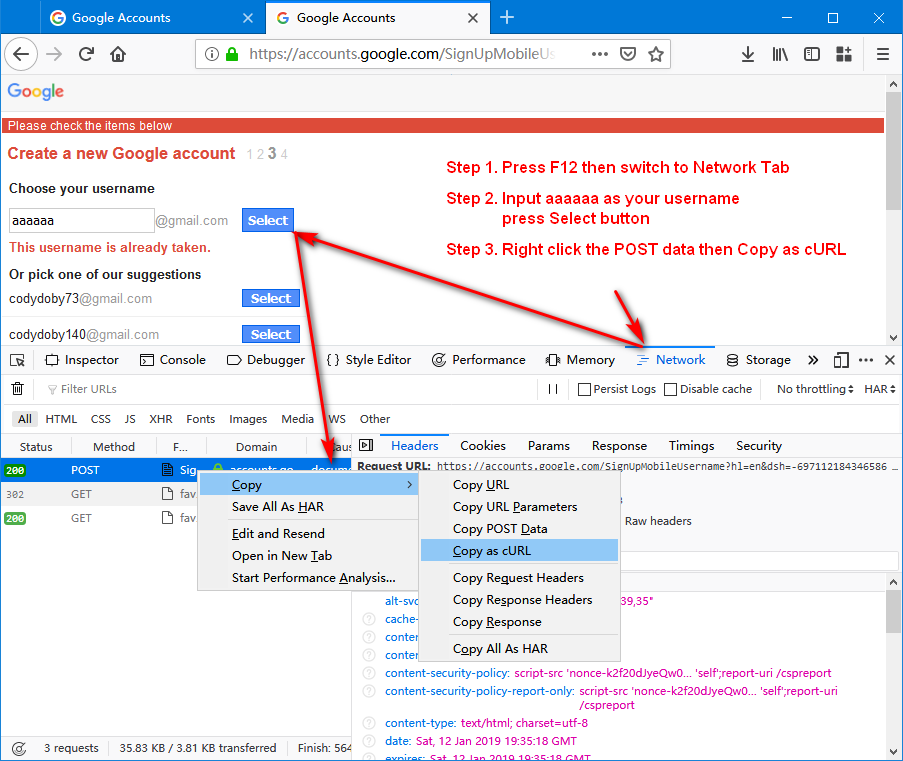 Google Accounts
Google Accounts
https://accounts.google.com/SignUpMobileUs
Google
Please check the items below
Create a new Google account 1 2 3 4
Choose your username
aaaaaa @gmail.com Select
This username is already taken.
Or pick one of our suggestions
codydoby73@gmail.com Select
codydoby140@gmail.com Select
Step 1. Press F12 then switch to Network Tab
Step 2. Input aaaaaa as your username
press Select button
Step 3. Right click the POST data then Copy as cURL
Inspector Console Debugger Style Editor Performance Memory Network Storage
Filter URLs Persist Logs Disable cache No throttling HAR
All HTML CSS JS XHR Fonts Images Media WS Other
Status Method F... Domain
Headers Cookies Params Response Timings Security
200 POST Sig accounts.go...
302 GET fav
200 GET fav
Request URL: https://accounts.google.com/SignUpMobileUsername?hl=en&dsh=-697112184346586 ...
Raw headers
Copy
Save All As HAR
Edit and Resend
Open in New Tab
Start Performance Analysis...
Copy URL
Copy URL Parameters
Copy POST Data
Copy as cURL
Copy Request Headers
Copy Response Headers
Copy Response
Copy All As HAR
alt-svc 39,35"
cache-
conten
conten
content-security-policy: script-src 'nonce-k2f20dJyeQw0... 'self';report-uri /cspreport
content-security-policy-report-only: script-src 'nonce-k2f20dJyeQw0... 'self';report-uri
/cspreport
content-type: text/html; charset=utf-8
date: Sat, 12 Jan 2019 19:35:18 GMT
expires: Sat, 12 Jan 2019 19:35:18 GMT
3 requests 35.83 KB / 3.81 KB transferred Finish: 564